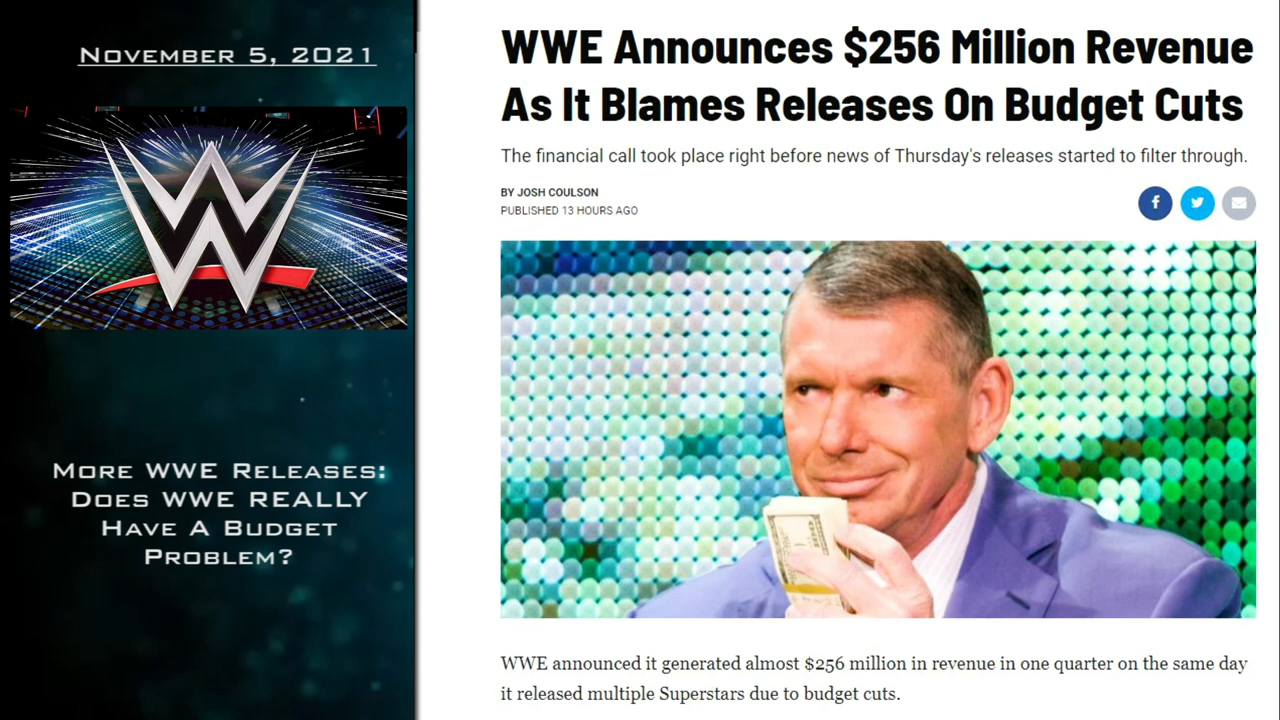 November 5, 2021
More WWE Releases:
Does WWE REALLY
Have A Budget
Problem?
WWE Announces $256 Million Revenue
As It Blames Releases On Budget Cuts
The financial call took place right before news of Thursday's releases started to filter through.
BY JOSH COULSON
PUBLISHED 13 HOURS AGO
WWE announced it generated almost $256 million in revenue in one quarter on the same day
it released multiple Superstars due to budget cuts.